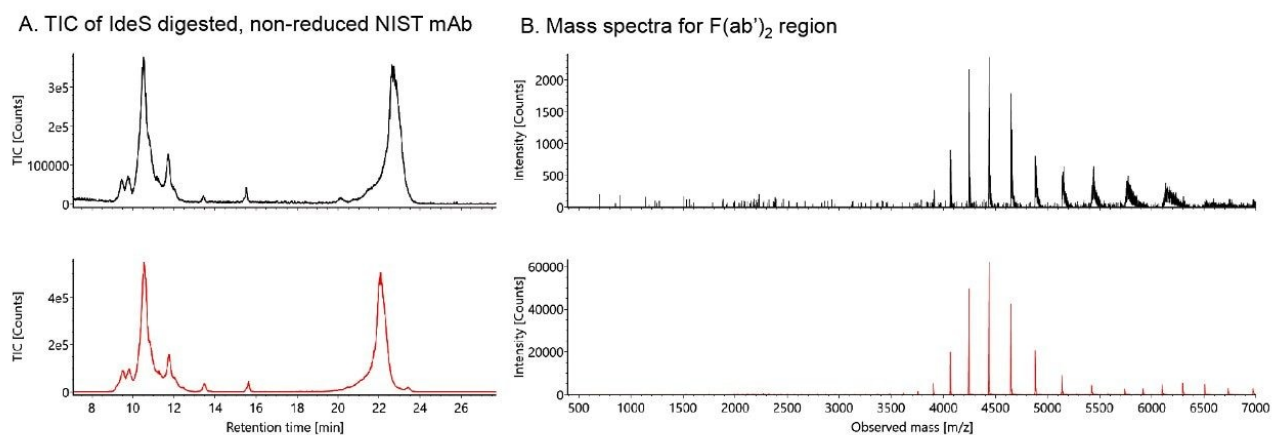 A. TIC of IdeS digested, non-reduced NIST mAb
TIC [Counts]
3e5
2e5
100000
0
TIC [Counts]
4e5
2e5
0
8 10 12 14 16 18 20 22 24 26
Retention time [min]
B. Mass spectra for F(ab’)₂ region
Intensity [Counts]
2000
1500
1000
500
0
Intensity [Counts]
60000
40000
20000
0
500 1000 1500 2000 2500 3000 3500 4000 4500 5000 5500 6000 6500 7000
Observed mass [m/z]